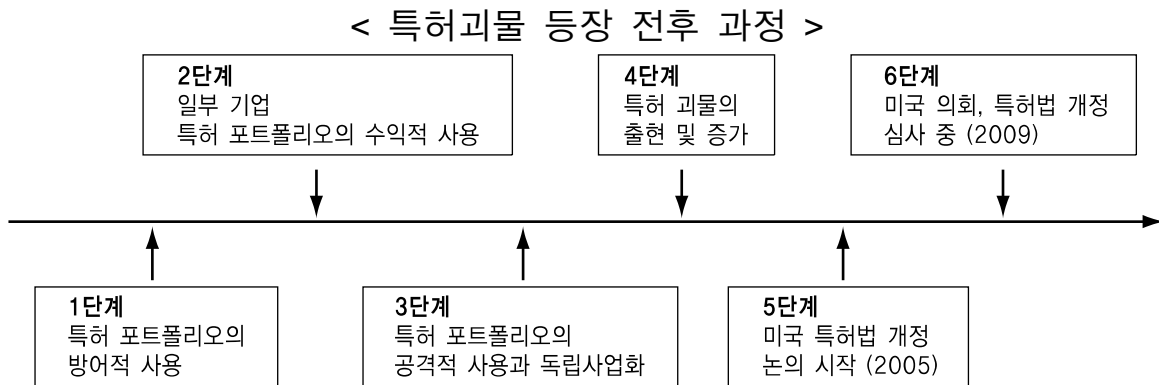 < 특허괴물 등장 전후 과정 >
2단계
일부 기업
특허 포트폴리오의 수익적 사용
4단계
특허 괴물의
출현 및 증가
6단계
미국 의회, 특허법 개정
심사 중 (2009)
1단계
특허 포트폴리오의
방어적 사용
3단계
특허 포트폴리오의
공격적 사용과 독립사업화
5단계
미국 특허법 개정
논의 시작 (2005)